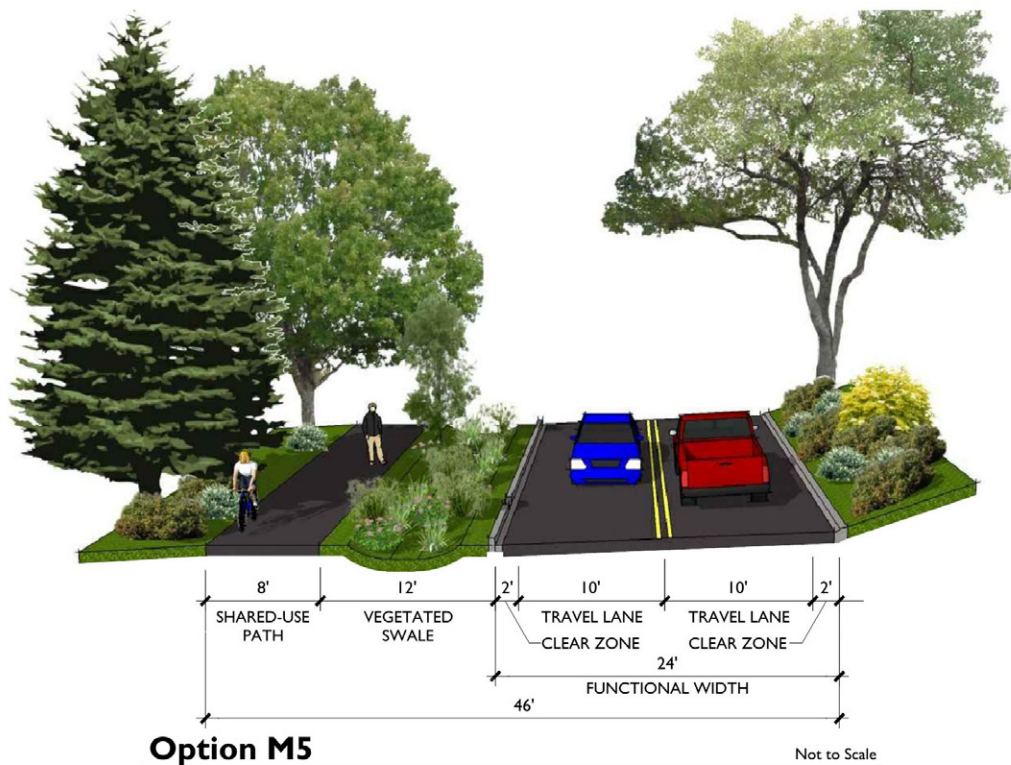 8' 12' 2' 10' 10' 2'
SHARED-USE PATH
VEGETATED SWALE
TRAVEL LANE
CLEAR ZONE
TRAVEL LANE
CLEAR ZONE
24'
FUNCTIONAL WIDTH
46'
Option M5
Not to Scale